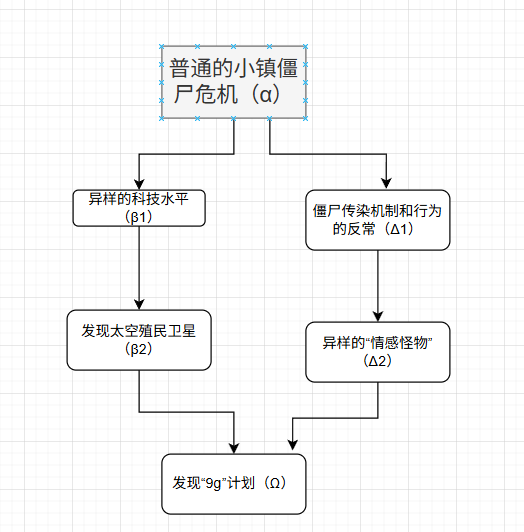 普通的小镇僵
尸危机（α）
异样的科技水平
（β1）
僵尸传染机制和行为
的反常（Δ1）
发现太空殖民卫星
（β2）
异样的“情感怪物”
（Δ2）
发现“9g”计划（Ω）